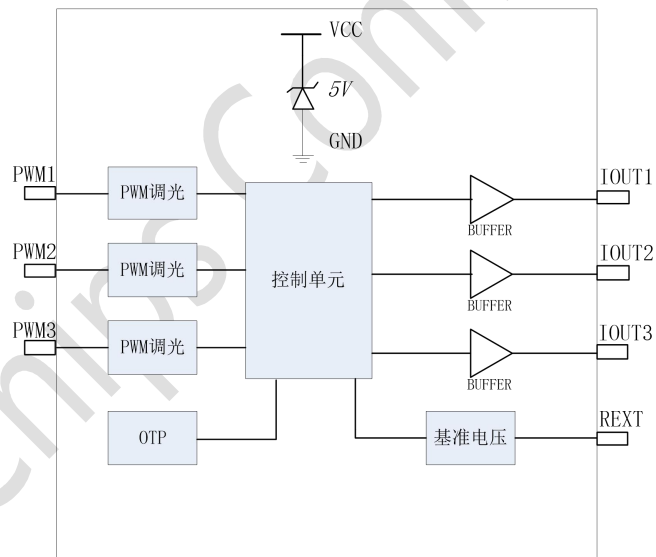 VCC
5V
GND
PWM1
PWM调光
IOUT1
BUFFER
PWM2
PWM调光
控制单元
IOUT2
BUFFER
PWM3
PWM调光
IOUT3
BUFFER
OTP
基准电压
REXT